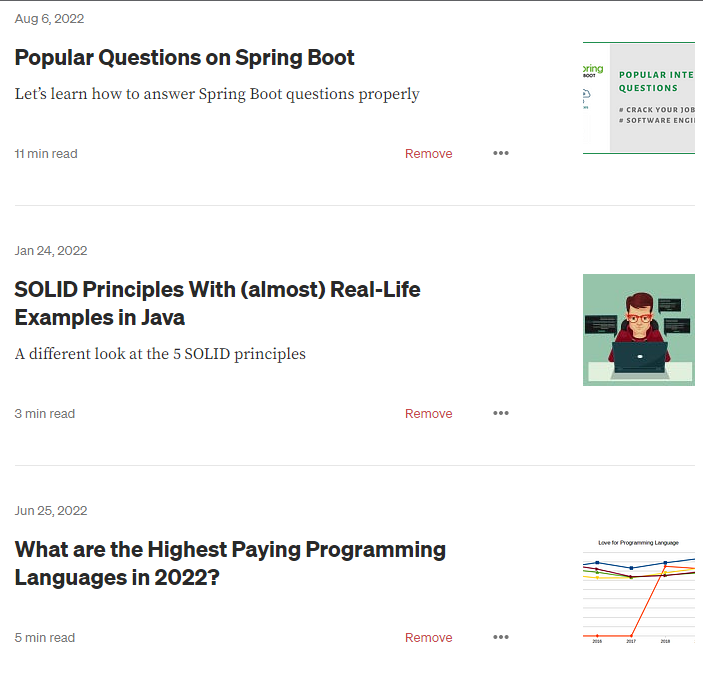 Aug 6, 2022
Popular Questions on Spring Boot
Let's learn how to answer Spring Boot questions properly
POPULAR INTE
QUESTIONS
# CRACK YOUR JOB
# SOFTWARE ENGI
11 min read
Remove
Jan 24, 2022
SOLID Principles With (almost) Real-Life
Examples in Java
A different look at the 5 SOLID principles
3 min read
Remove
Jun 25, 2022
What are the Highest Paying Programming
Languages in 2022?
Love for Programming Language
2016 2017 2018
5 min read
Remove